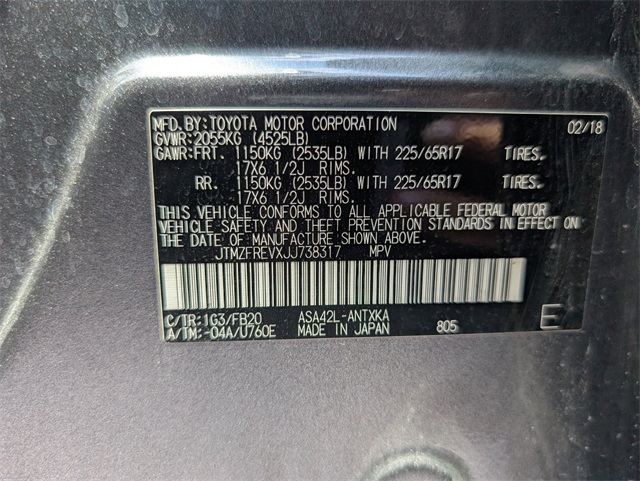 MFD.BY:TOYOTA MOTOR CORPORATION 02/18
GVWR:2055KG (4525LB)
GAWR:FRT. 1150KG (2535LB) WITH 225/65R17 TIRES.
17X6 1/2J RIMS.
RR. 1150KG (2535LB) WITH 225/65R17 TIRES.
17X6 1/2J RIMS.
THIS VEHICLE CONFORMS TO ALL APPLICABLE FEDERAL MOTOR
VEHICLE SAFETY AND THEFT PREVENTION STANDARDS IN EFFECT ON
THE DATE OF MANUFACTURE SHOWN ABOVE.
JTMZFREVXJJ738317 MPV
C/TR:1G3/FB20 ASA42L-ANTXKA
A/TM:-04A/U760E MADE IN JAPAN 805 E